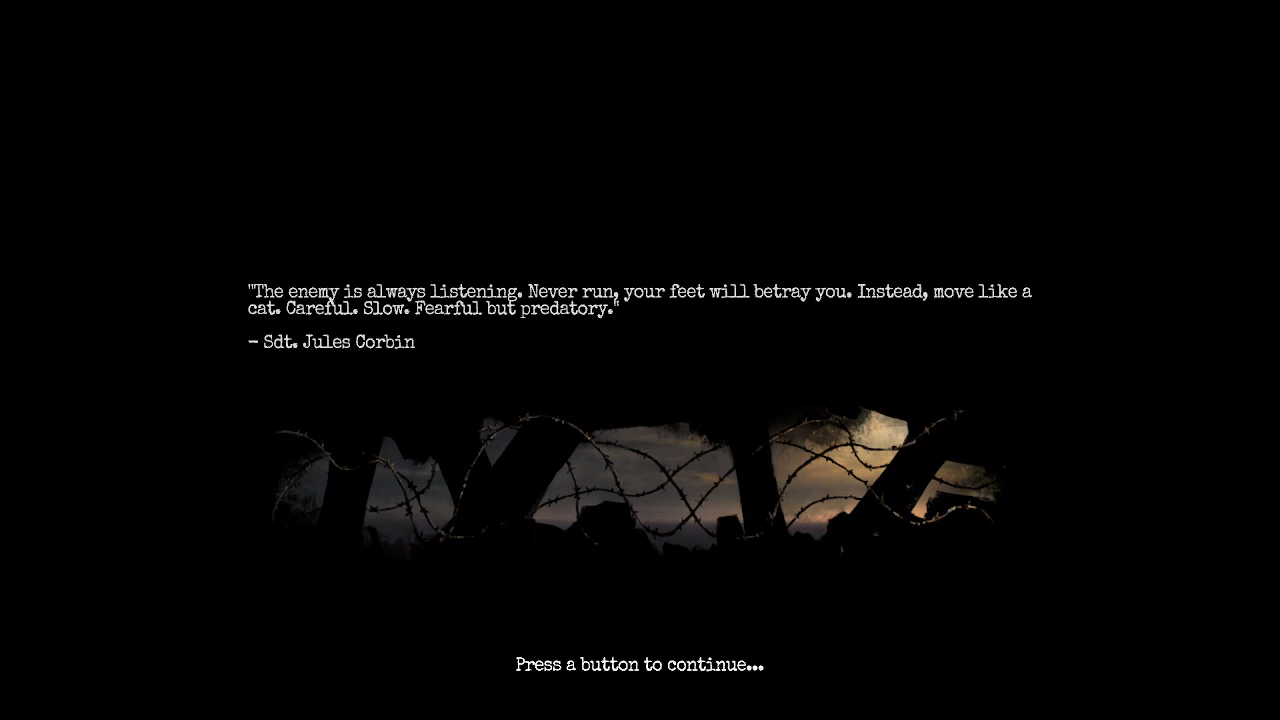 "The enemy is always listening. Never run, your feet will betray you. Instead, move like a
cat. Careful. Slow. Fearful but predatory."
- Sdt. Jules Corbin
Press a button to continue...